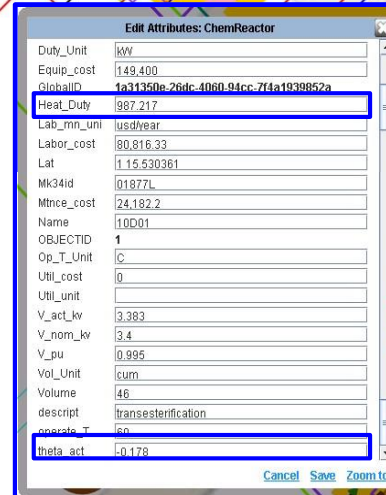 Edit Attributes: ChemReactor
Duty_Unit kW
Equip_cost 149,400
GlobalID 1a31350e-26dc-4060-94cc-7f4a1939852a
Heat_Duty 987.217
Lab_mn_uni usd/year
Labor_cost 80,816.33
Lat 1 15.530361
Mk34id 01877L
Mtnce_cost 24,182.2
Name 10D01
OBJECTID 1
Op_T_Unit C
Util_cost 0
Util_unit
V_act_kv 3.383
V_nom_kv 3.4
V_pu 0.995
Vol_Unit cum
Volume 46
descript transesterification
operate_T 60
theta_act -0.178
Cancel Save Zoom to